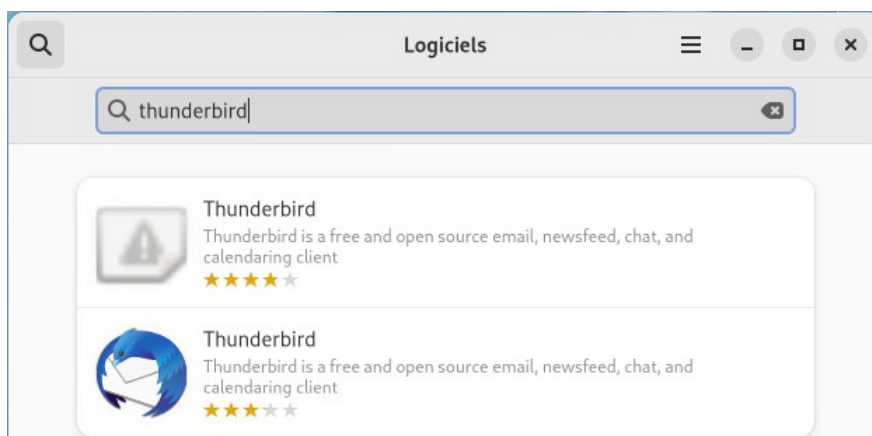 Logiciels
thunderbird
Thunderbird
Thunderbird is a free and open source email, newsfeed, chat, and
calendaring client
Thunderbird
Thunderbird is a free and open source email, newsfeed, chat, and
calendaring client